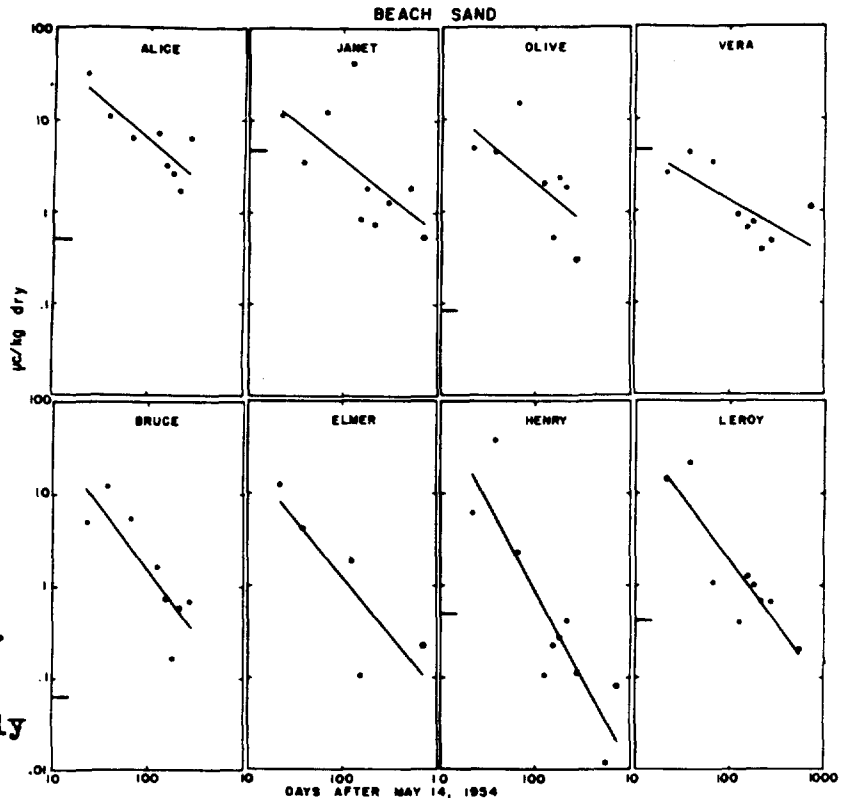 BEACH SAND
100
ALICE
JANET
OLIVE
VERA
10
1
.1
µc/kg dry
100
BRUCE
ELMER
HENRY
LEROY
10
1
.1
.01
10
100
10
100
10
100
10
100
1000
DAYS AFTER MAY 14, 1954